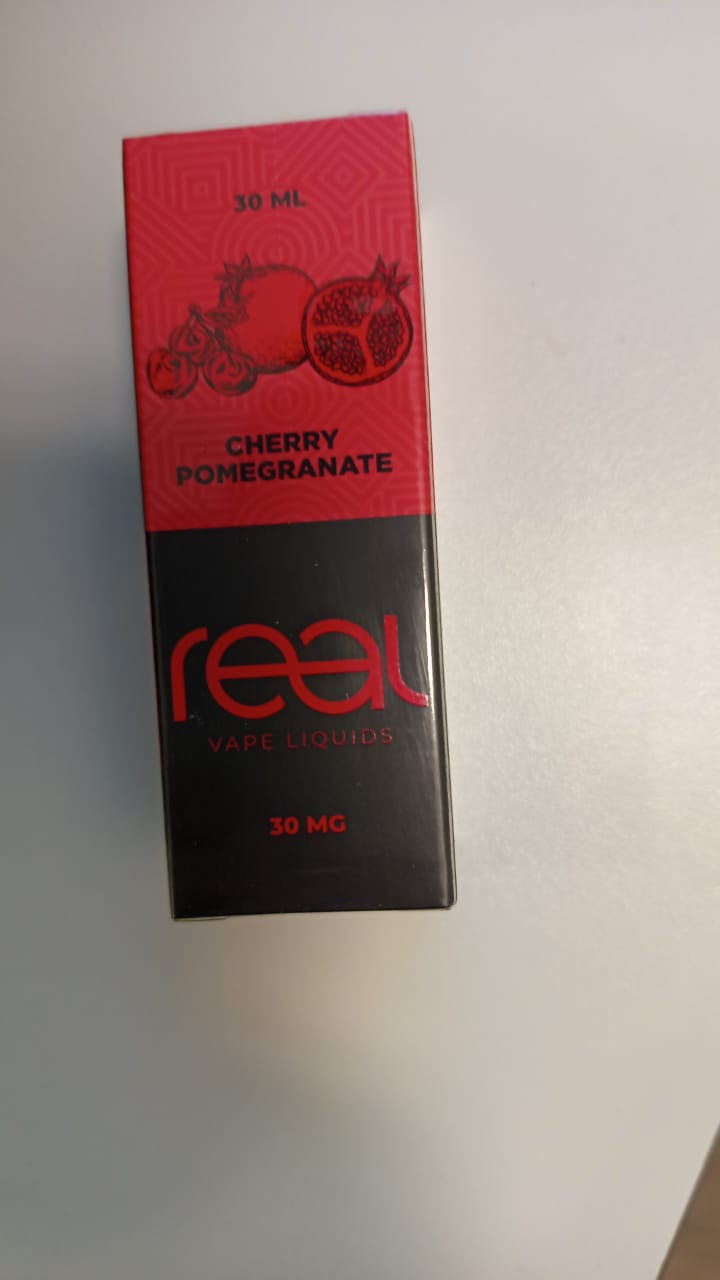 30 ML
CHERRY
POMEGRANATE
real
VAPE LIQUIDS
30 MG